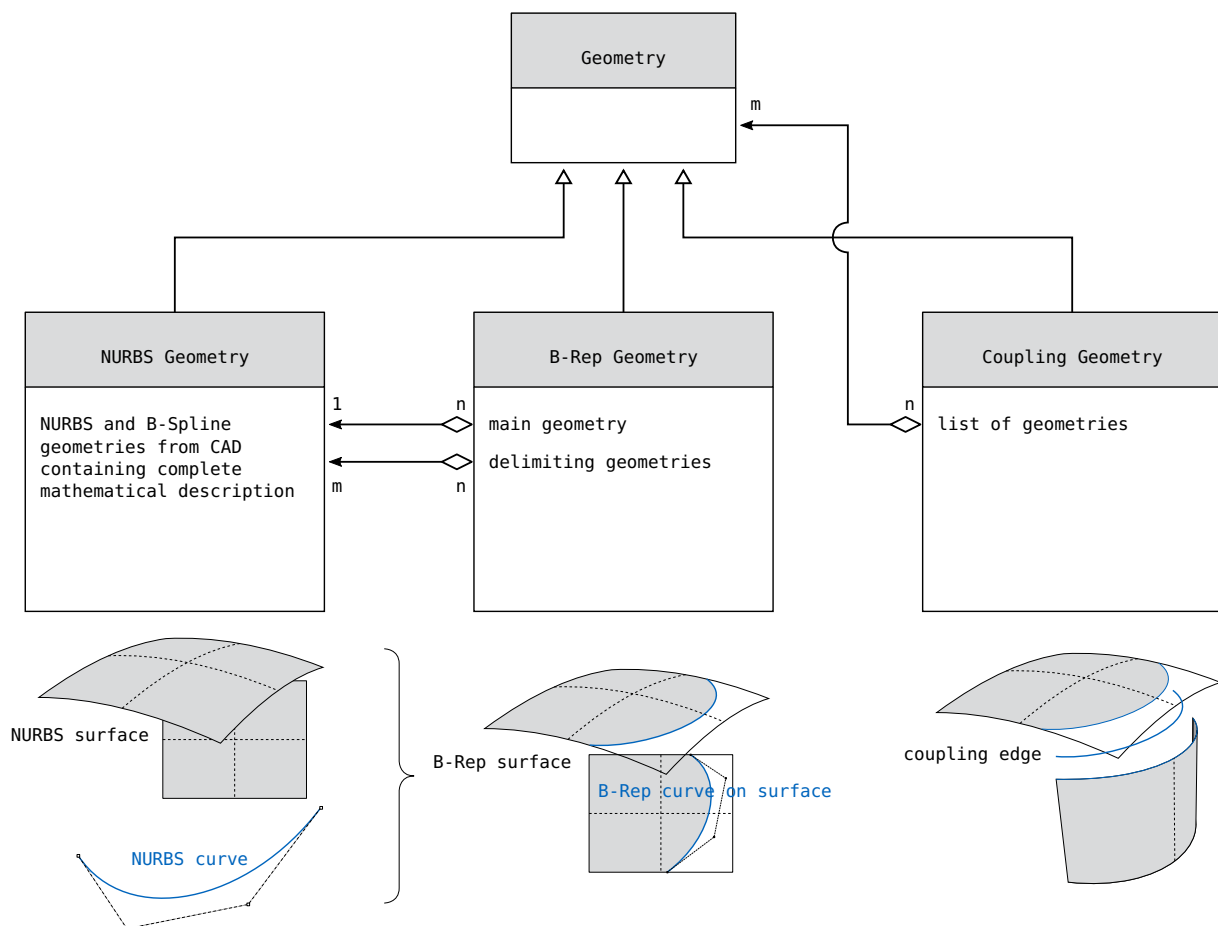 Geometry
m
NURBS Geometry
B-Rep Geometry
Coupling Geometry
1
n
n
NURBS and B-Spline
geometries from CAD
containing complete
mathematical description
main geometry
delimiting geometries
list of geometries
m
n
NURBS surface
B-Rep surface
coupling edge
B-Rep curve on surface
NURBS curve